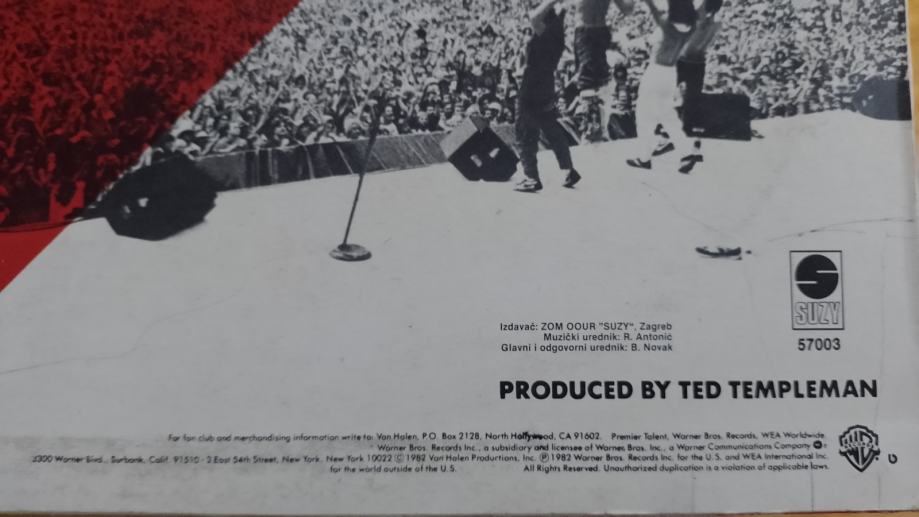 SUZY
57003
Izdavač: ZOM OOUR "SUZY", Zagreb
Muzički urednik: R. Antonić
Glavni i odgovorni urednik: B. Novak
PRODUCED BY TED TEMPLEMAN
For fan club and merchandising information write to: Van Halen, P.O. Box 2128, North Hollywood, CA 91602. Premier Talent, Warner Bros. Records, WEA Worldwide.
Warner Bros. Records Inc., a subsidiary and licensee of Warner Bros. Inc., a Warner Communications Company
3300 Warner Blvd., Burbank, Calif. 91510 - 3 East 54th Street, New York, New York 10022 Ⓒ 1982 Van Halen Productions, Inc. Ⓟ 1982 Warner Bros. Records Inc. for the U.S. and WEA International Inc.
for the world outside of the U.S. All Rights Reserved. Unauthorized duplication is a violation of applicable laws.